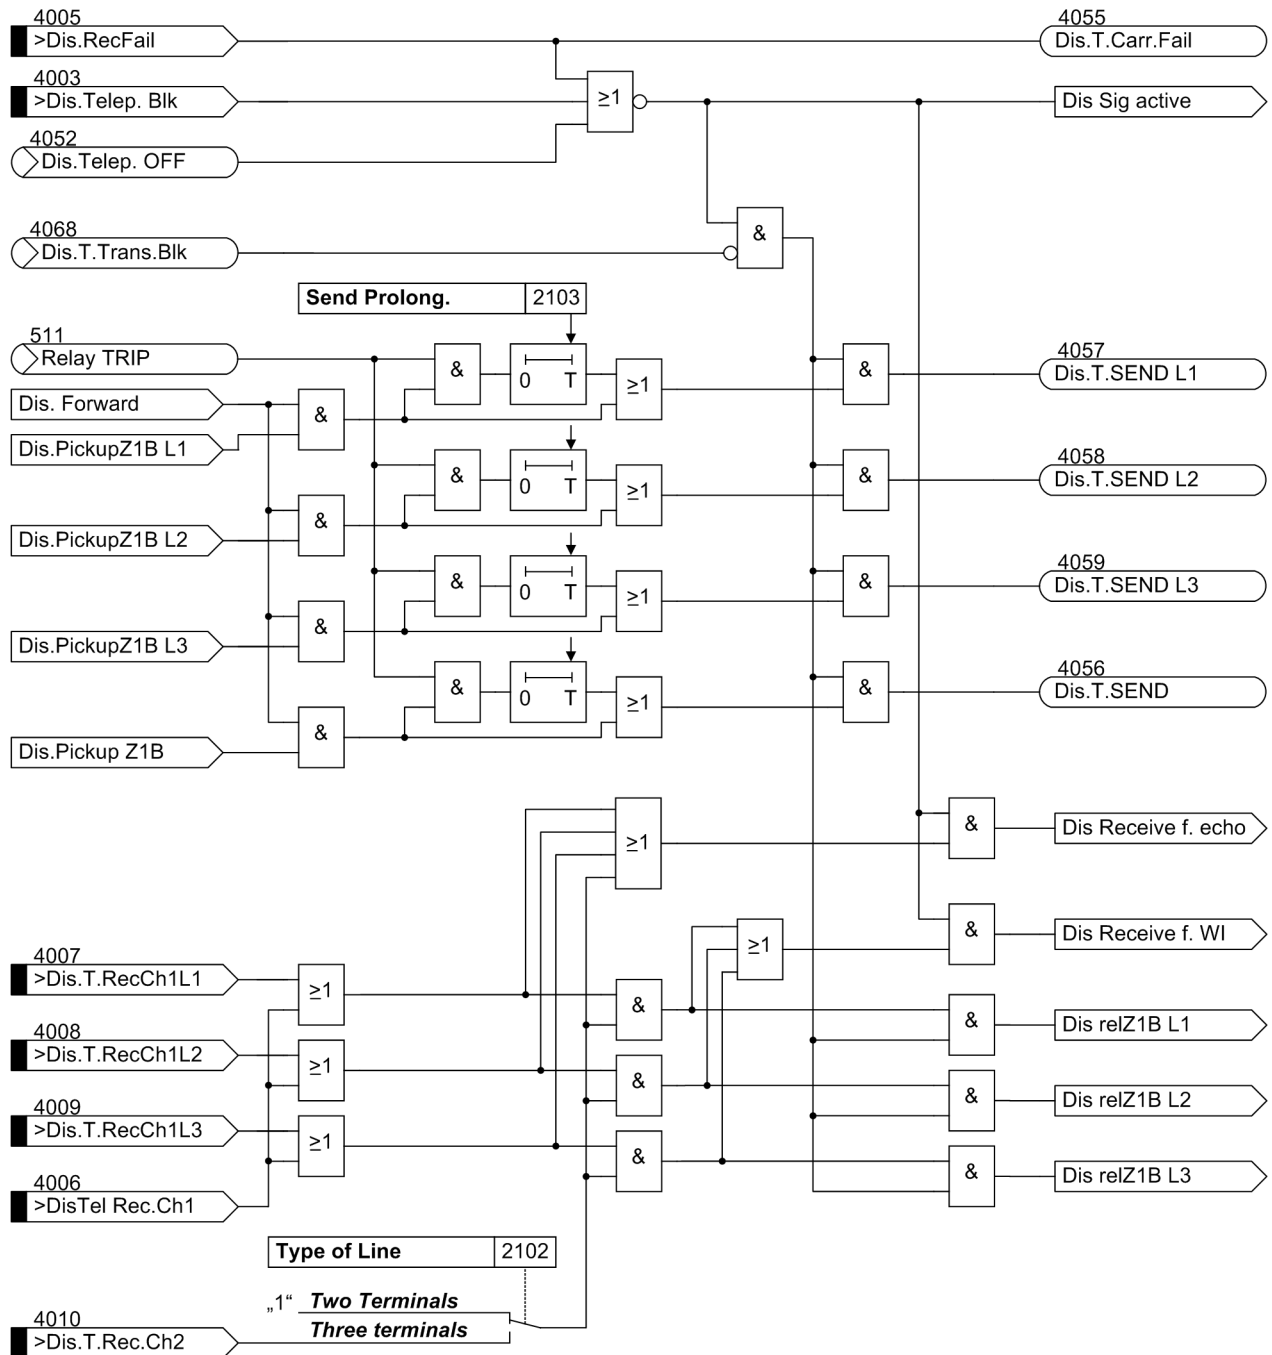 4005
>Dis.RecFail
4055
Dis.T.Carr.Fail
4003
>Dis.Telep. Blk
≥1
Dis Sig active
4052
Dis.Telep. OFF
4068
Dis.T.Trans.Blk
&
Send Prolong. 2103
511
Relay TRIP
&
0 T
≥1
&
4057
Dis.T.SEND L1
Dis. Forward
&
Dis.PickupZ1B L1
&
0 T
≥1
&
4058
Dis.T.SEND L2
&
Dis.PickupZ1B L2
&
0 T
≥1
&
4059
Dis.T.SEND L3
&
Dis.PickupZ1B L3
&
0 T
≥1
&
4056
Dis.T.SEND
&
Dis.Pickup Z1B
≥1
&
Dis Receive f. echo
≥1
&
Dis Receive f. WI
4007
>Dis.T.RecCh1L1
≥1
&
&
Dis relZ1B L1
4008
>Dis.T.RecCh1L2
≥1
&
&
Dis relZ1B L2
4009
>Dis.T.RecCh1L3
≥1
&
&
Dis relZ1B L3
4006
>DisTel Rec.Ch1
Type of Line 2102
„1“ Two Terminals
Three terminals
4010
>Dis.T.Rec.Ch2